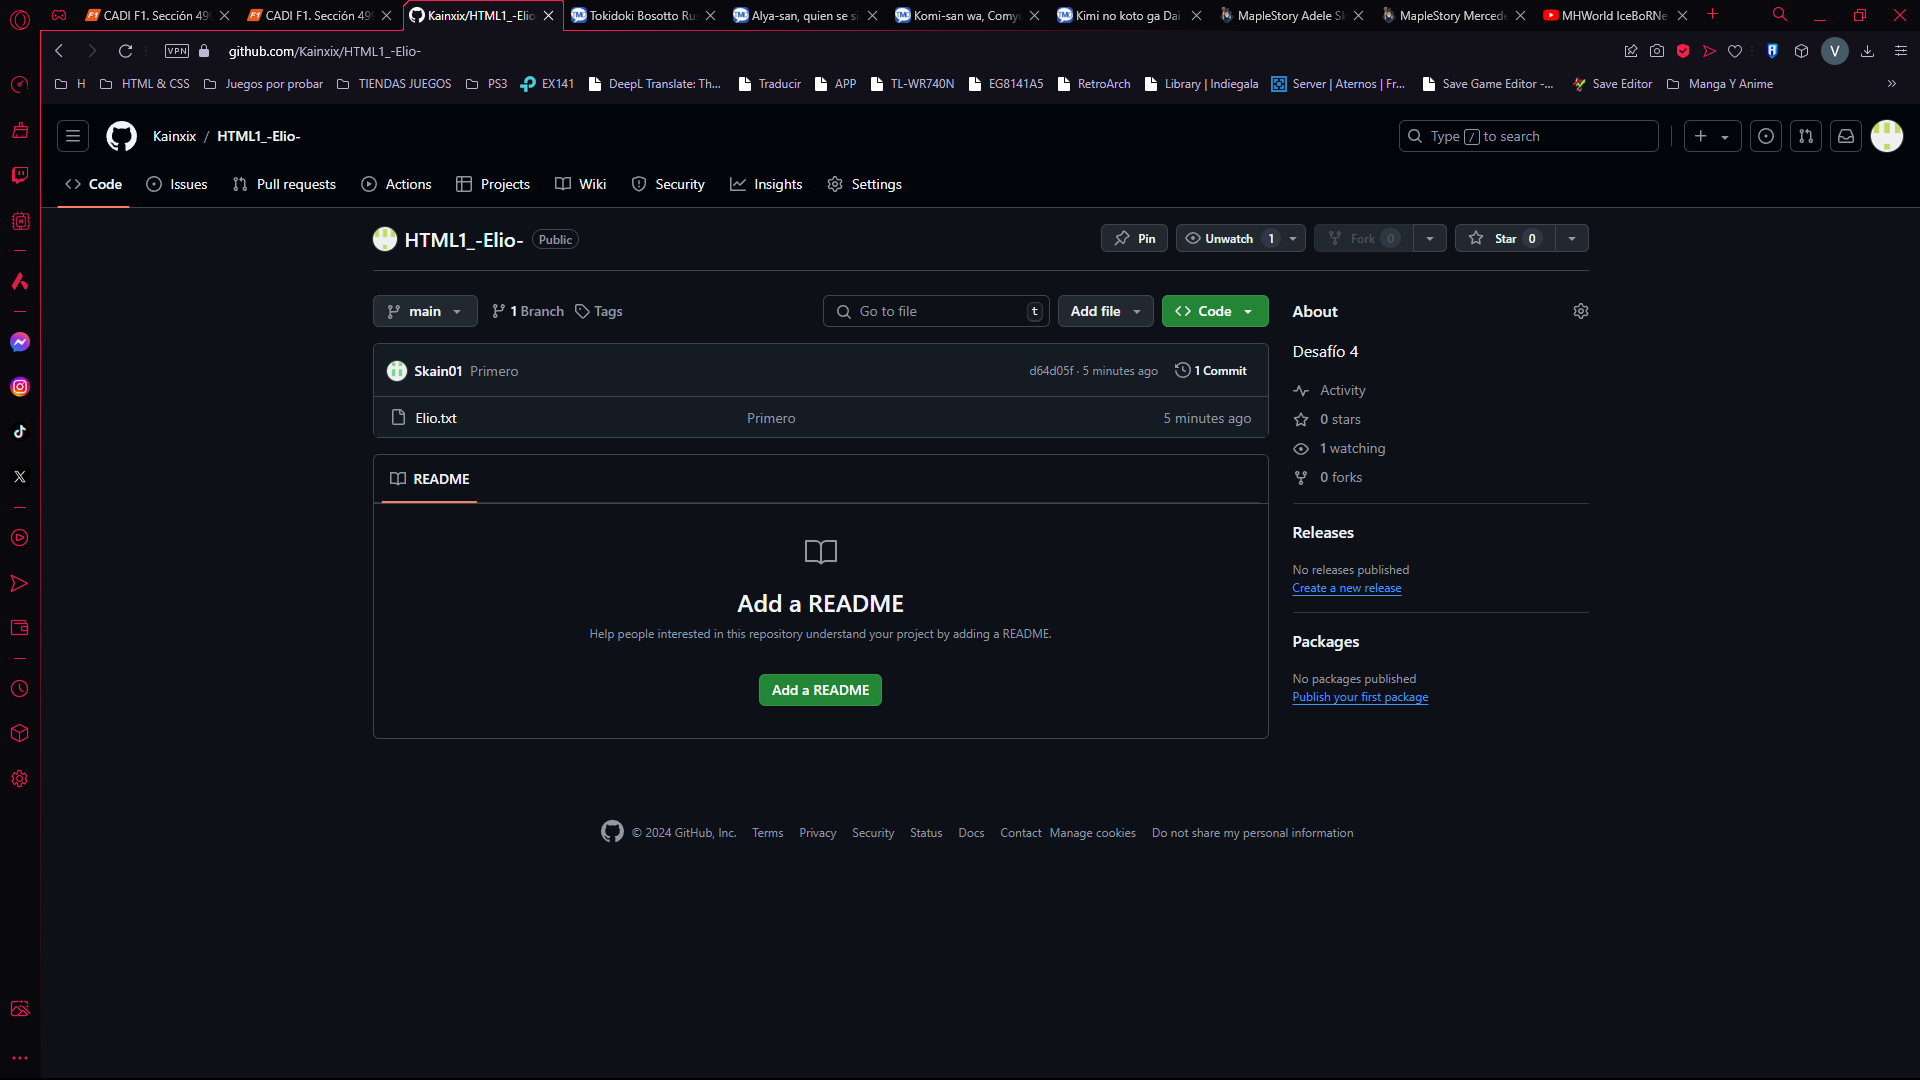 CADI F1. Sección 499
CADI F1. Sección 499
Kainxix/HTML1_-Elio
Tokidoki Bosotto Rus
Alya-san, quien se si
Komi-san wa, Comyu
Kimi no koto ga Dai
MapleStory Adele Sk
MapleStory Mercede
MHWorld IceBoRNe
VPN
github.com/Kainxix/HTML1_-Elio-
V
H
HTML & CSS
Juegos por probar
TIENDAS JUEGOS
PS3
EX141
DeepL Translate: Th...
Traducir
APP
TL-WR740N
EG8141A5
RetroArch
Library | Indiegala
Server | Aternos | Fr...
Save Game Editor -...
Save Editor
Manga Y Anime
»
Kainxix / HTML1_-Elio-
Type / to search
Code
Issues
Pull requests
Actions
Projects
Wiki
Security
Insights
Settings
HTML1_-Elio- Public
Pin
Unwatch 1
Fork 0
Star 0
main
1 Branch
Tags
Go to file t
Add file
Code
Skain01 Primero
d64d05f · 5 minutes ago
1 Commit
Elio.txt
Primero
5 minutes ago
README
Add a README
Help people interested in this repository understand your project by adding a README.
Add a README
About
Desafío 4
Activity
0 stars
1 watching
0 forks
Releases
No releases published
Create a new release
Packages
No packages published
Publish your first package
© 2024 GitHub, Inc.
Terms
Privacy
Security
Status
Docs
Contact
Manage cookies
Do not share my personal information